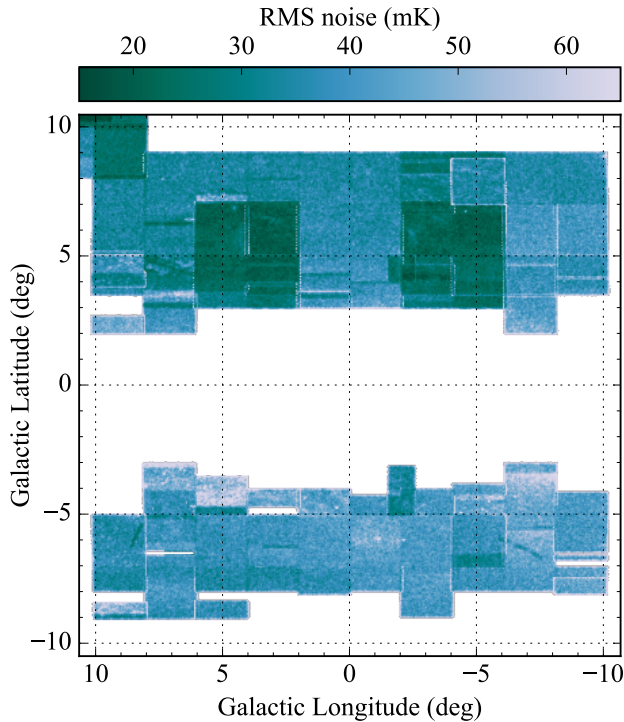 RMS noise (mK)
20 30 40 50 60
10
5
0
−5
−10
Galactic Latitude (deg)
10 5 0 −5 −10
Galactic Longitude (deg)